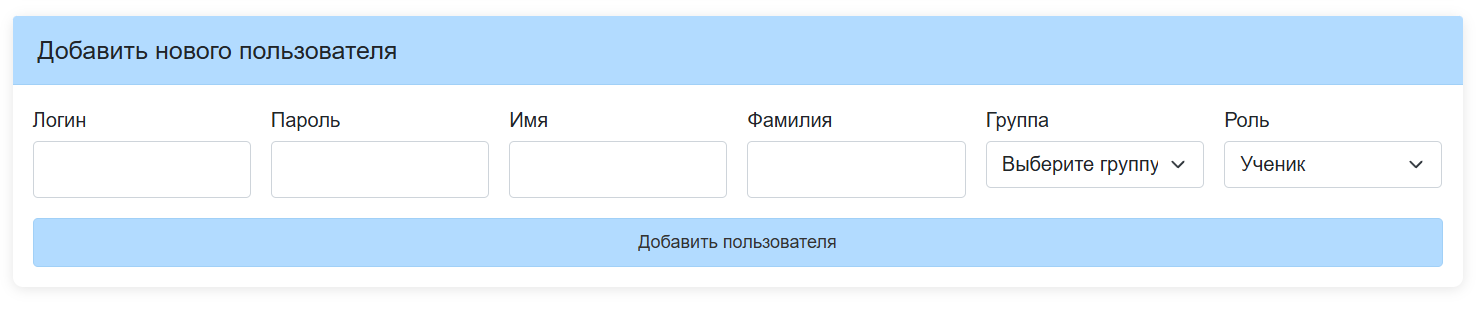 Добавить нового пользователя
Логин Пароль Имя Фамилия Группа Роль
Выберите группу Ученик
Добавить пользователя